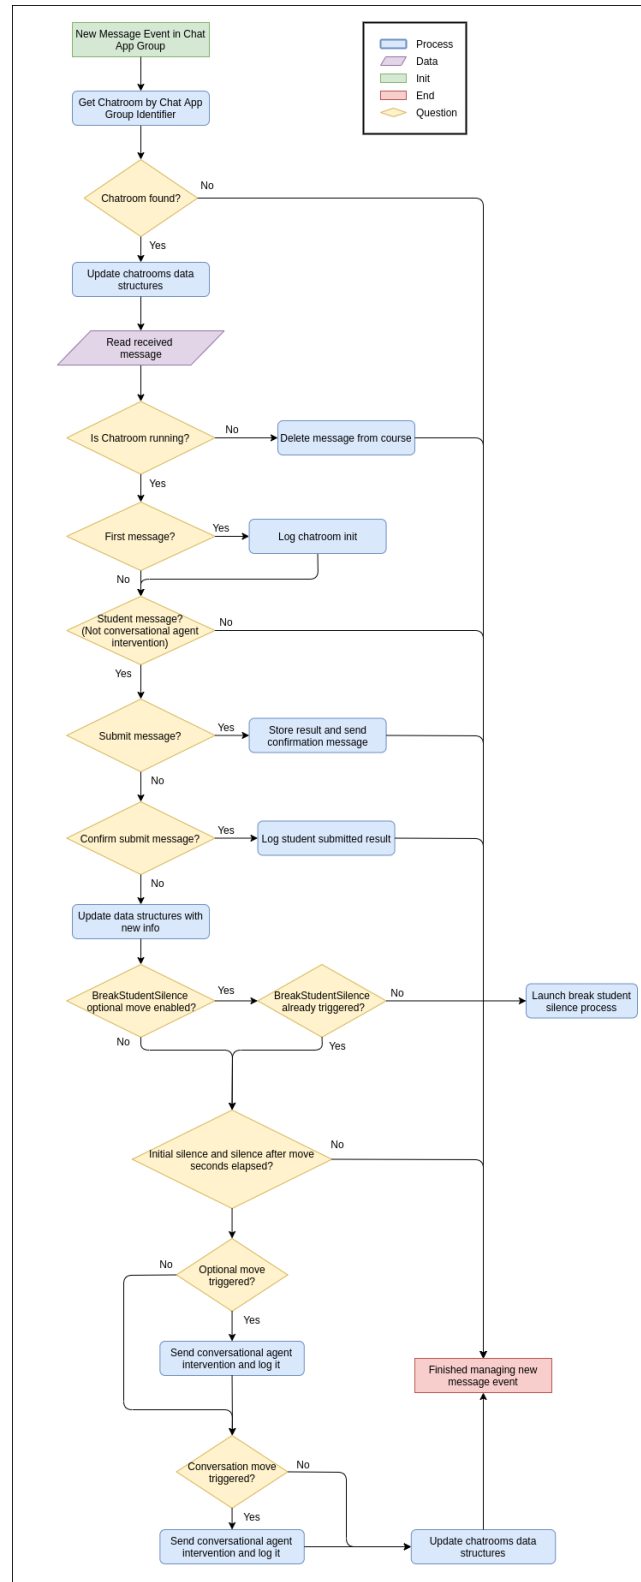 New Message Event in Chat
App Group
Process
Data
Init
End
Question
Get Chatroom by Chat App
Group Identifier
Chatroom found?
No
Yes
Update chatrooms data
structures
Read received
message
Is Chatroom running?
No
Delete message from course
Yes
First message?
Yes
Log chatroom init
No
Student message?
(Not conversational agent
intervention)
No
Yes
Submit message?
Yes
Store result and send
confirmation message
No
Confirm submit message?
Yes
Log student submitted result
No
Update data structures with
new info
BreakStudentSilence
optional move enabled?
Yes
BreakStudentSilence
already triggered?
No
Launch break student
silence process
No
Yes
Initial silence and silence after move
seconds elapsed?
No
Optional move
triggered?
No
Yes
Send conversational agent
intervention and log it
Finished managing new
message event
Conversation move
triggered?
No
Yes
Send conversational agent
intervention and log it
Update chatrooms data
structures